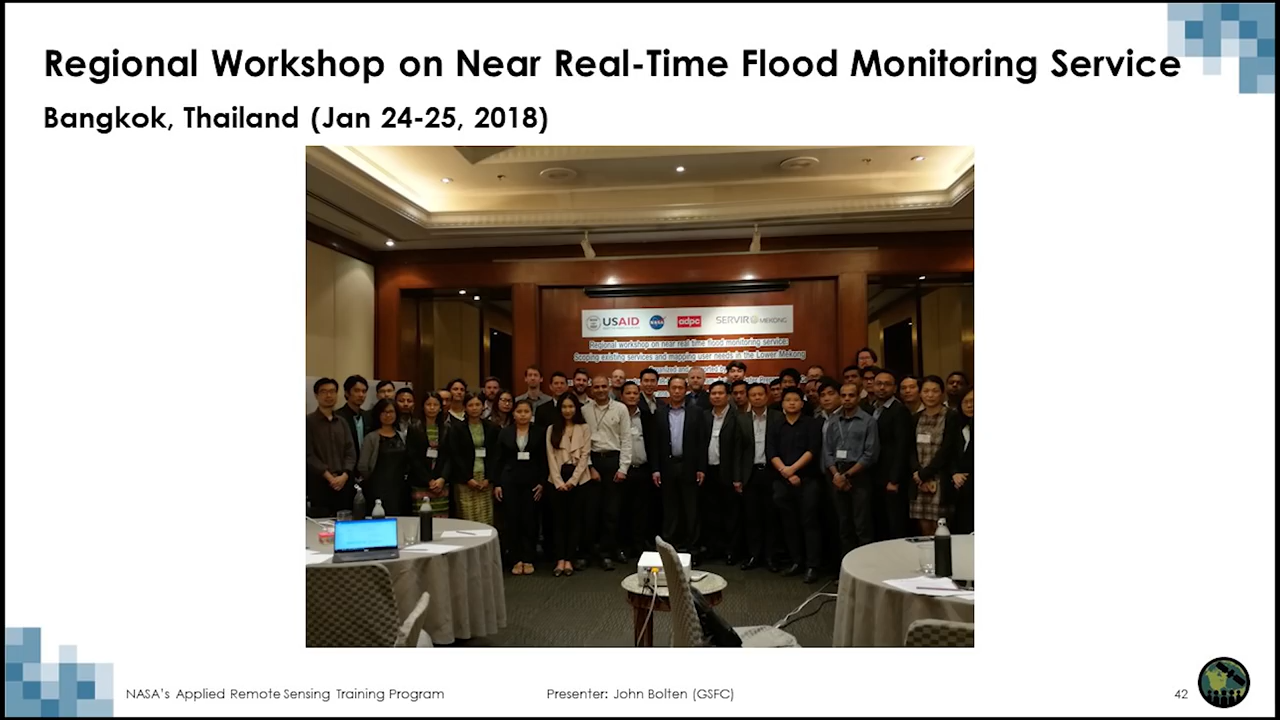 Regional Workshop on Near Real-Time Flood Monitoring Service
Bangkok, Thailand (Jan 24-25, 2018)
USAID NASA adpc SERVIR MEKONG
Regional workshop on near real time flood monitoring service
Scoping existing services and mapping user needs in the Lower Mekong
NASA's Applied Remote Sensing Training Program
Presenter: John Bolten (GSFC)
42